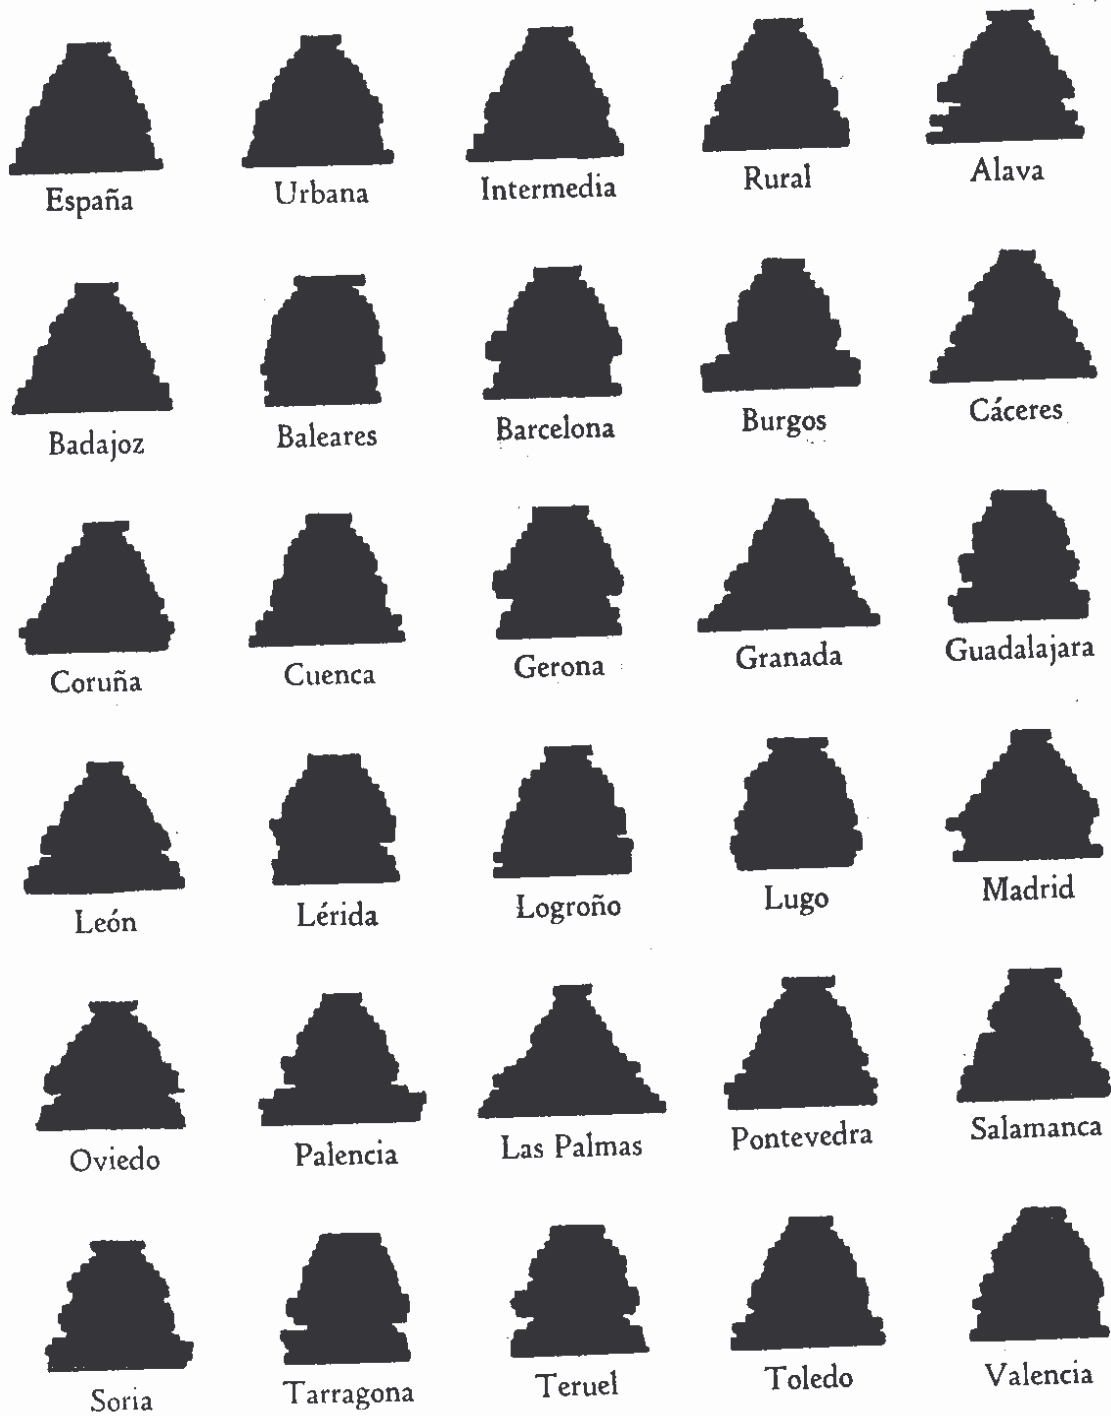 España Urbana Intermedia Rural Alava
Badajoz Baleares Barcelona Burgos Cáceres
Coruña Cuenca Gerona Granada Guadalajara
León Lérida Logroño Lugo Madrid
Oviedo Palencia Las Palmas Pontevedra Salamanca
Soria Tarragona Teruel Toledo Valencia